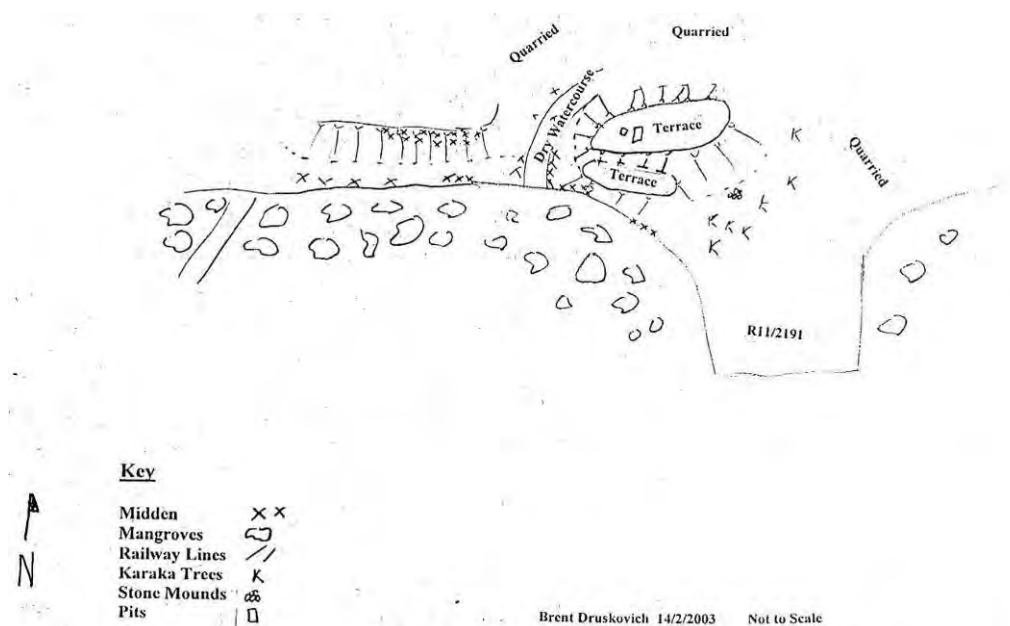 Quarried
Quarried
Dry Watercourse
Terrace
Terrace
Quarried
K
K
K
K K K
K
R11/2191
Key
Midden
Mangroves
Railway Lines
Karaka Trees K
Stone Mounds
Pits
N
Brent Druskovich 14/2/2003 Not to Scale